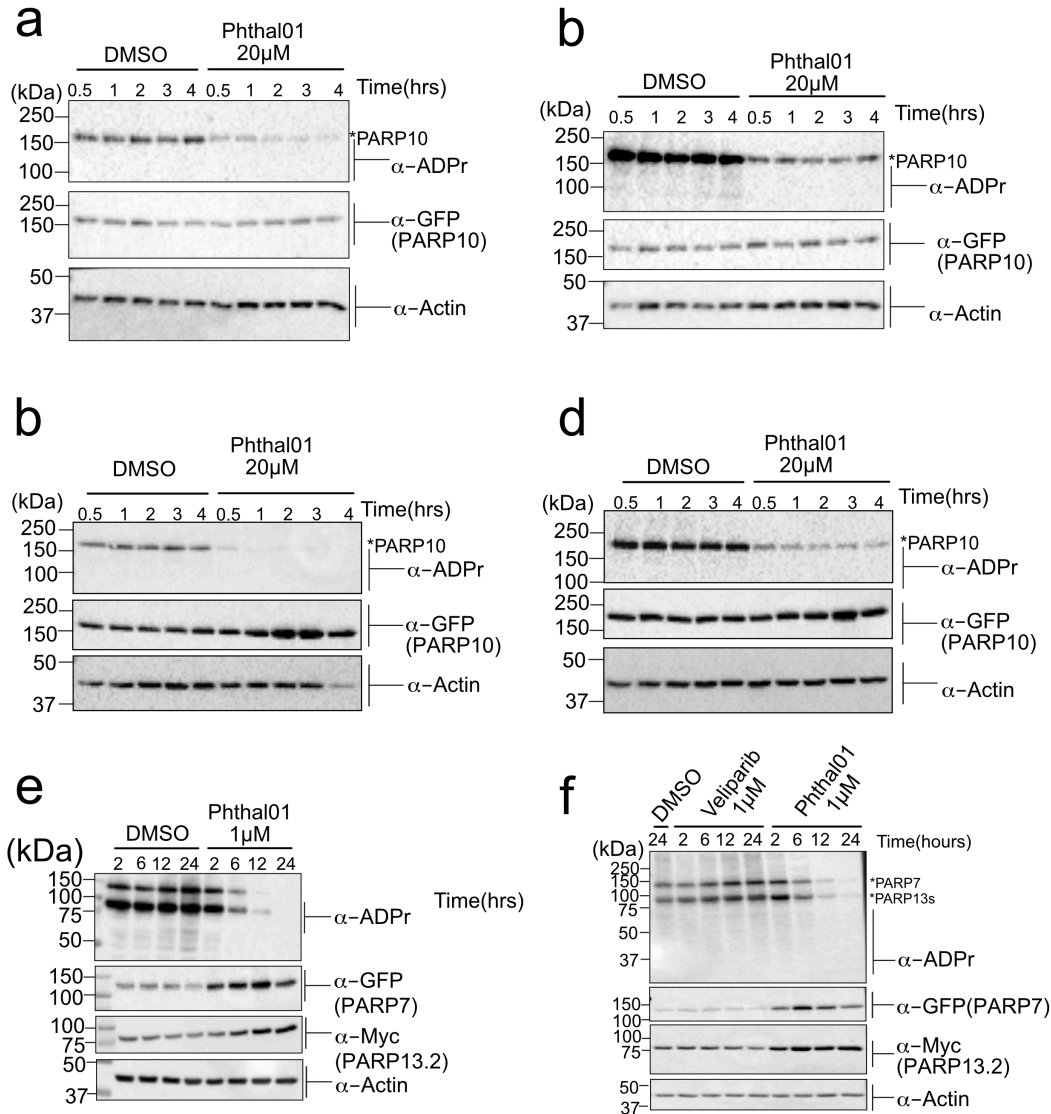 a
DMSO
Phthal01
20µM
(kDa)
0.5 1 2 3 4 0.5 1 2 3 4 Time(hrs)
250
150
100
*PARP10
α-ADPr
250
150
α-GFP
(PARP10)
50
37
α-Actin
b
DMSO
Phthal01
20µM
(kDa)
0.5 1 2 3 4 0.5 1 2 3 4 Time(hrs)
250
150
100
*PARP10
α-ADPr
250
150
α-GFP
(PARP10)
50
37
α-Actin
b
DMSO
Phthal01
20µM
(kDa)
0.5 1 2 3 4 0.5 1 2 3 4 Time(hrs)
250
150
100
*PARP10
α-ADPr
250
150
α-GFP
(PARP10)
50
37
α-Actin
d
DMSO
Phthal01
20µM
(kDa)
0.5 1 2 3 4 0.5 1 2 3 4 Time(hrs)
250
150
100
*PARP10
α-ADPr
250
150
α-GFP
(PARP10)
50
37
α-Actin
e
DMSO
Phthal01
1µM
(kDa)
2 6 12 24 2 6 12 24
Time(hrs)
150
100
75
50
α-ADPr
150
100
α-GFP
(PARP7)
100
75
α-Myc
(PARP13.2)
50
37
α-Actin
f
DMSO
Veliparib
1µM
Phthal01
1µM
24 2 6 12 24 2 6 12 24 Time(hours)
(kDa)
250
150
100
75
50
37
*PARP7
*PARP13s
α-ADPr
150
100
α-GFP(PARP7)
100
75
α-Myc
(PARP13.2)
50
37
α-Actin